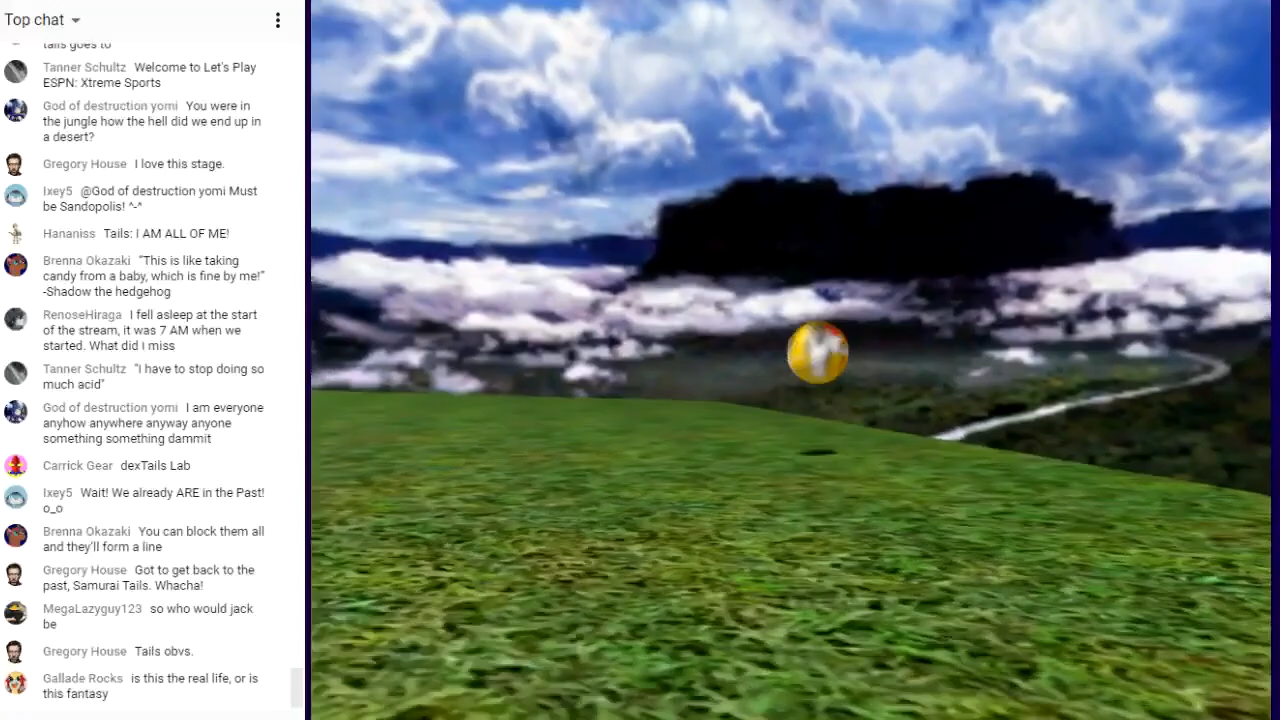 Top chat
tails goes to
Tanner Schultz Welcome to Let's Play
ESPN: Xtreme Sports
God of destruction yomi You were in
the jungle how the hell did we end up in
a desert?
Gregory House I love this stage.
Ixey5 @God of destruction yomi Must
be Sandopolis! ^-^
Hananiss Tails: I AM ALL OF ME!
Brenna Okazaki "This is like taking
candy from a baby, which is fine by me!"
-Shadow the hedgehog
RenoseHiraga I fell asleep at the start
of the stream, it was 7 AM when we
started. What did I miss
Tanner Schultz "I have to stop doing so
much acid"
God of destruction yomi I am everyone
anyhow anywhere anyway anyone
something something dammit
Carrick Gear dexTails Lab
Ixey5 Wait! We already ARE in the Past!
o_o
Brenna Okazaki You can block them all
and they'll form a line
Gregory House Got to get back to the
past, Samurai Tails. Whacha!
MegaLazyguy123 so who would jack
be
Gregory House Tails obvs.
Gallade Rocks is this the real life, or is
this fantasy